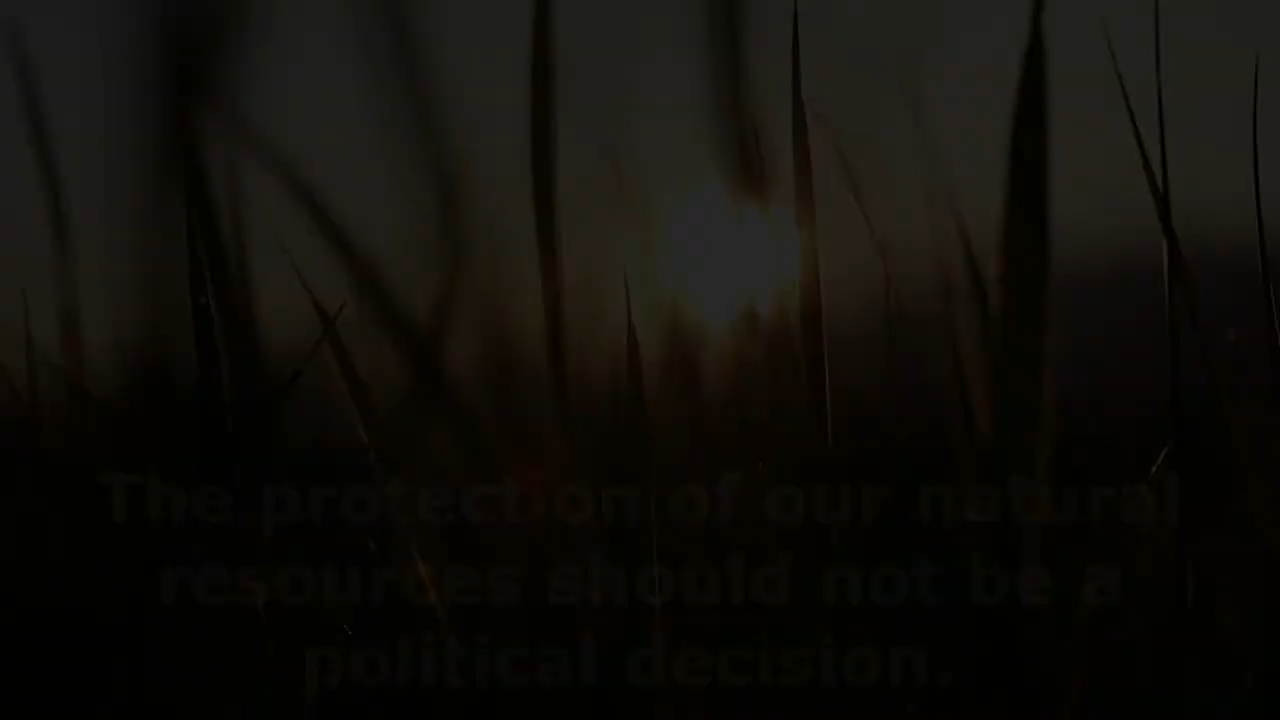 The protection of our natural
resources should not be a
political decision.